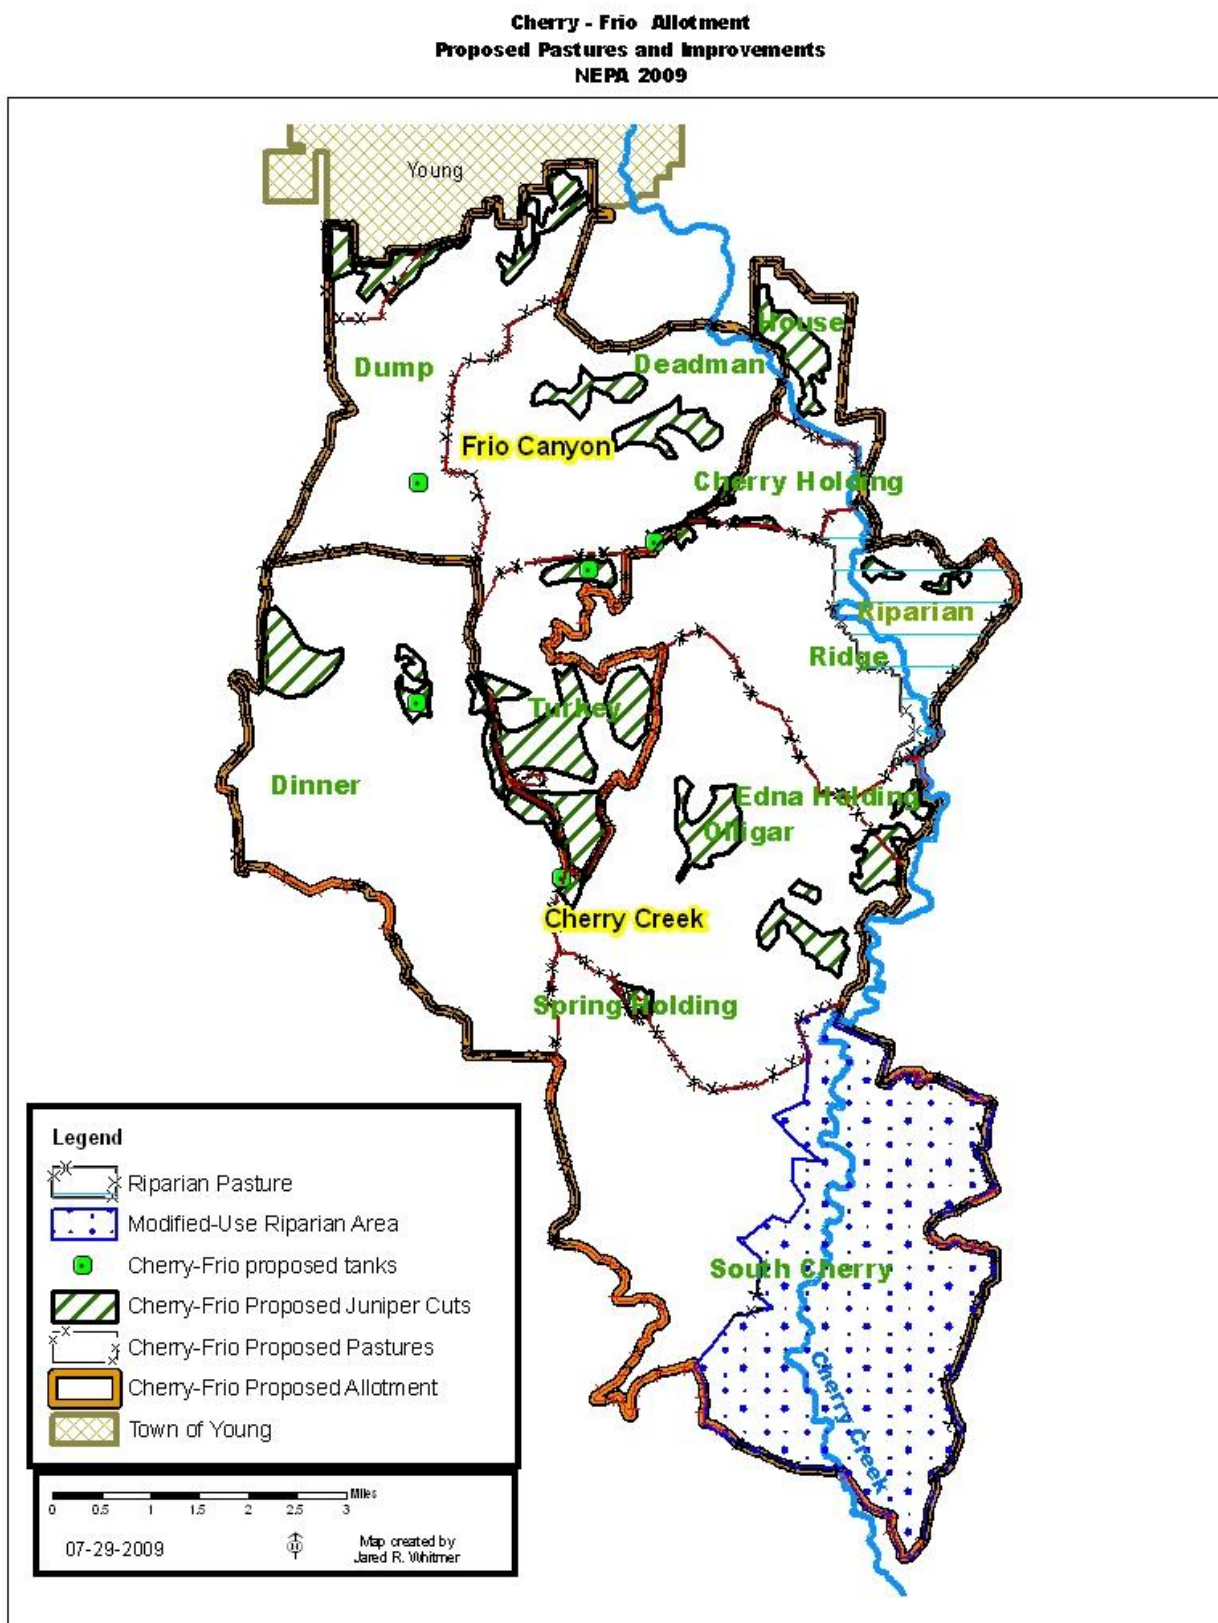 Cherry - Frio Allotment
Proposed Pastures and Improvements
NEPA 2009
Young
House
Dump
Deadman
Frio Canyon
Cherry Holding
Riparian
Ridge
Turkey
Dinner
Edna Holding
Olligar
Cherry Creek
Spring Holding
South Cherry
Cherry Creek
Legend
Riparian Pasture
Modified-Use Riparian Area
Cherry-Frio proposed tanks
Cherry-Frio Proposed Juniper Cuts
Cherry-Frio Proposed Pastures
Cherry-Frio Proposed Allotment
Town of Young
Miles
0 0.5 1 1.5 2 2.5 3
07-29-2009
Map created by
Jared R. Whitmer